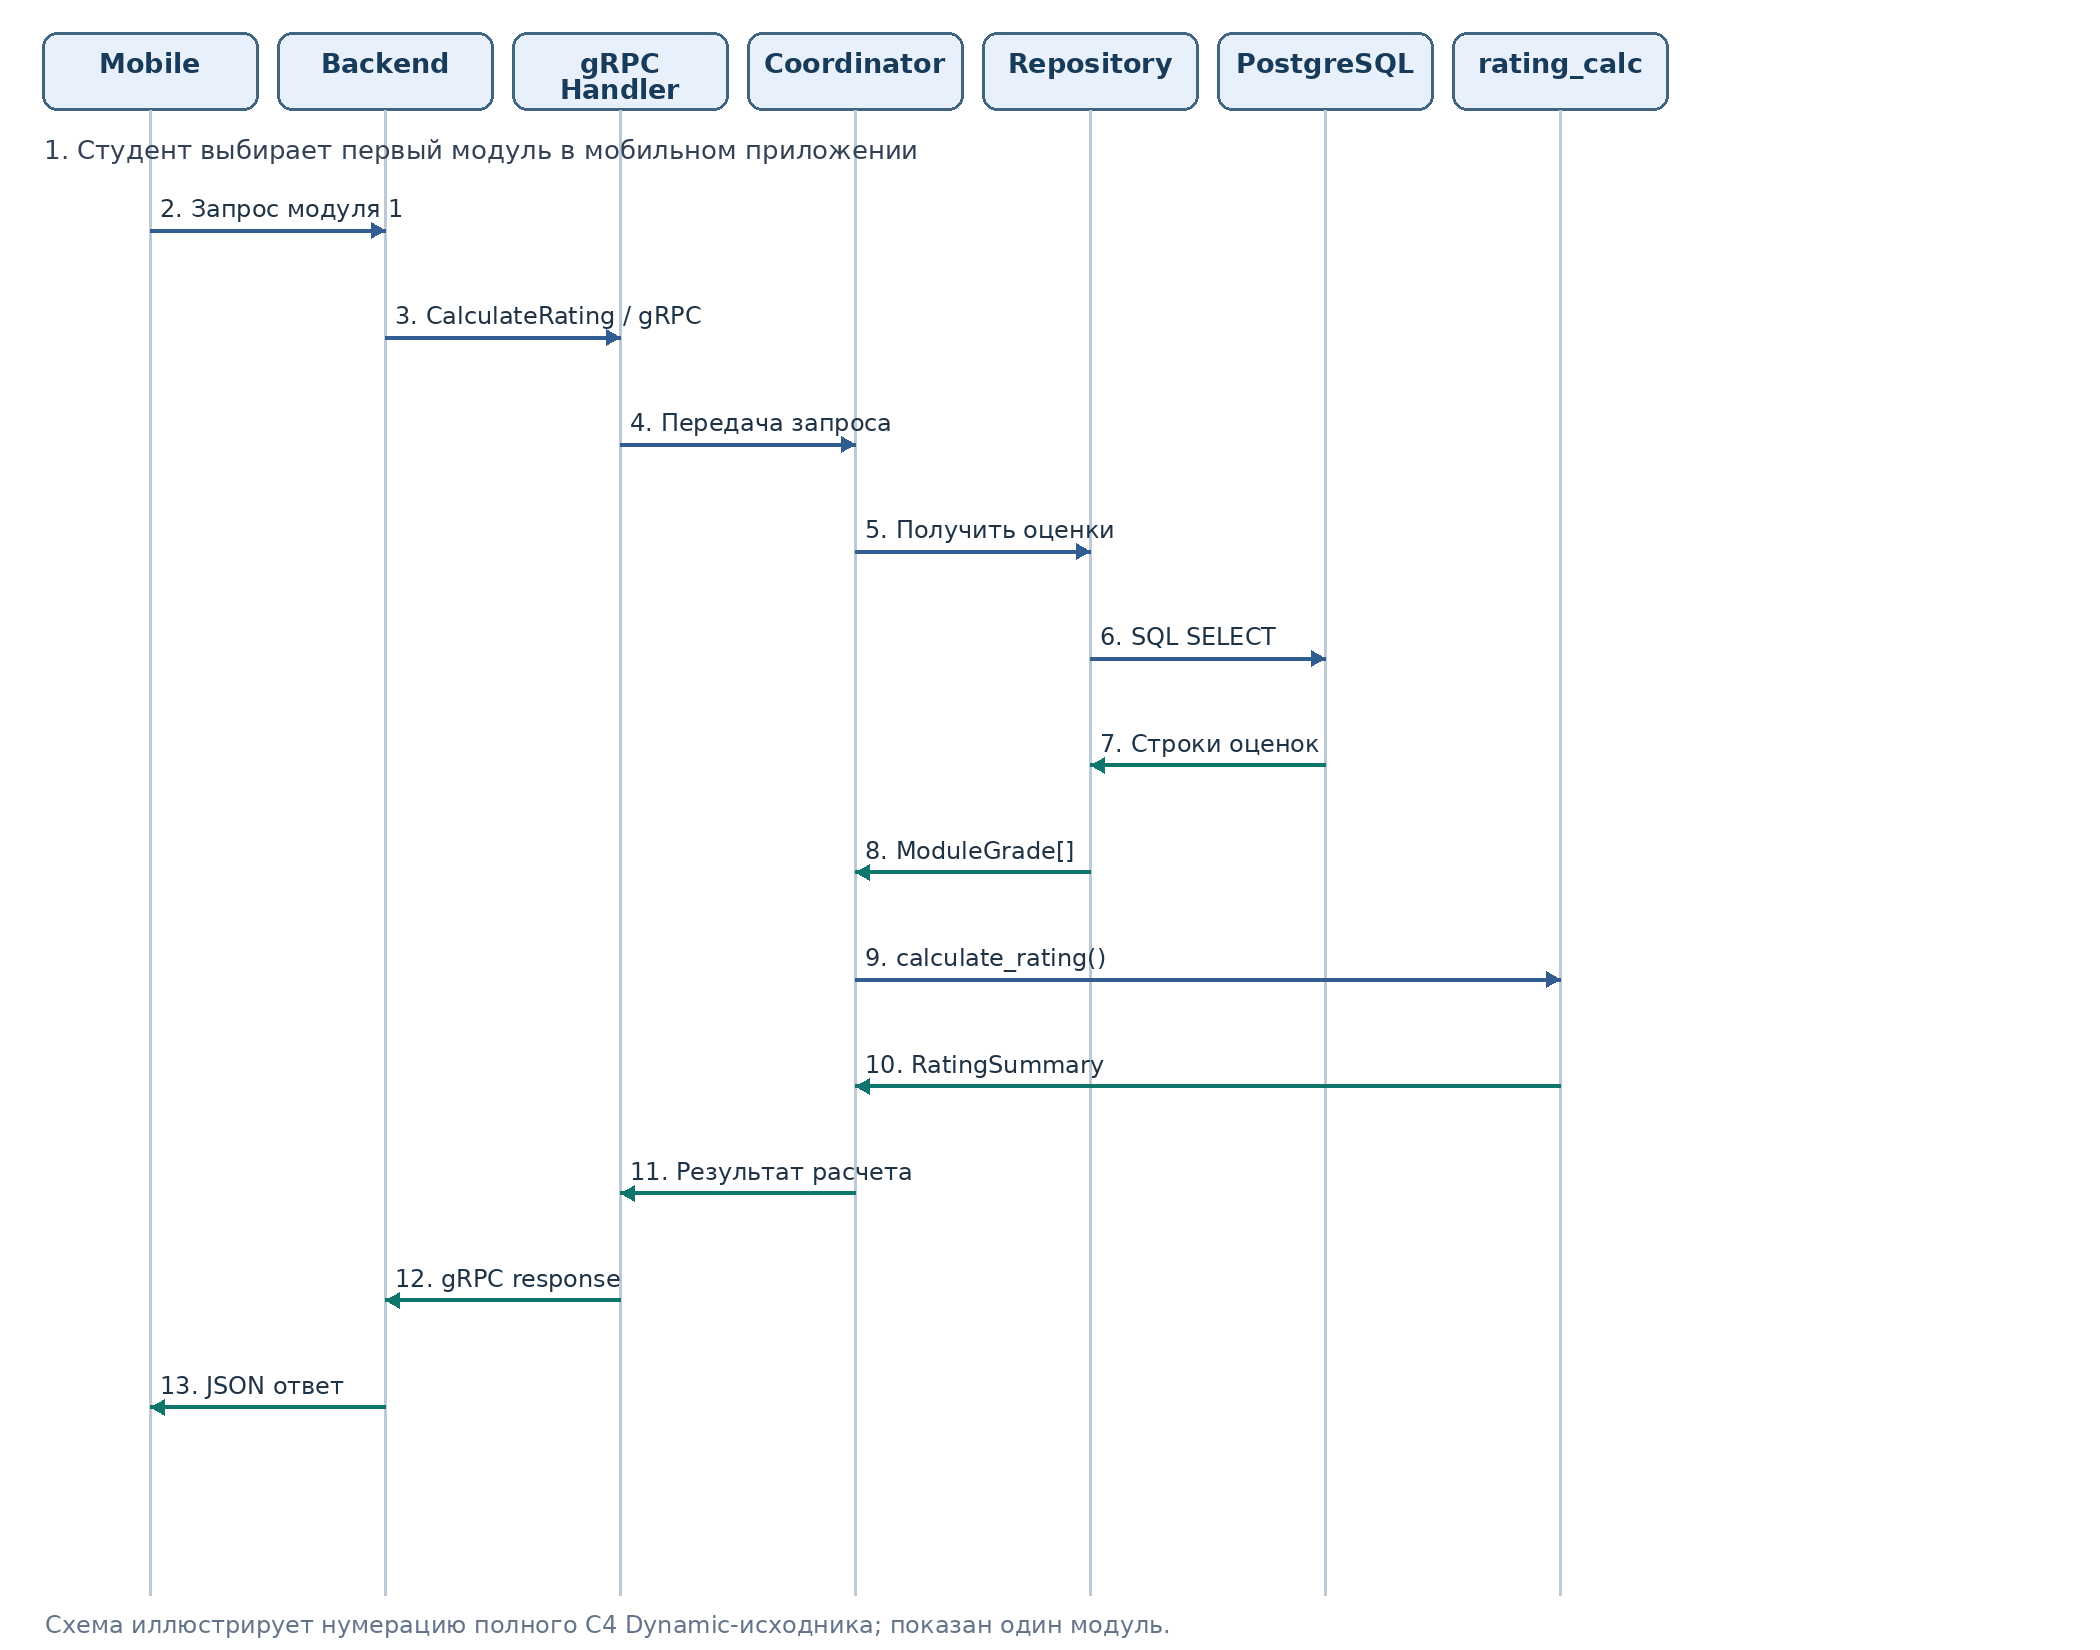 Mobile
Backend
gRPC
Handler
Coordinator
Repository
PostgreSQL
rating_calc
1. Студент выбирает первый модуль в мобильном приложении
2. Запрос модуля 1
3. CalculateRating / gRPC
4. Передача запроса
5. Получить оценки
6. SQL SELECT
7. Строки оценок
8. ModuleGrade[]
9. calculate_rating()
10. RatingSummary
11. Результат расчета
12. gRPC response
13. JSON ответ
Схема иллюстрирует нумерацию полного C4 Dynamic-исходника; показан один модуль.